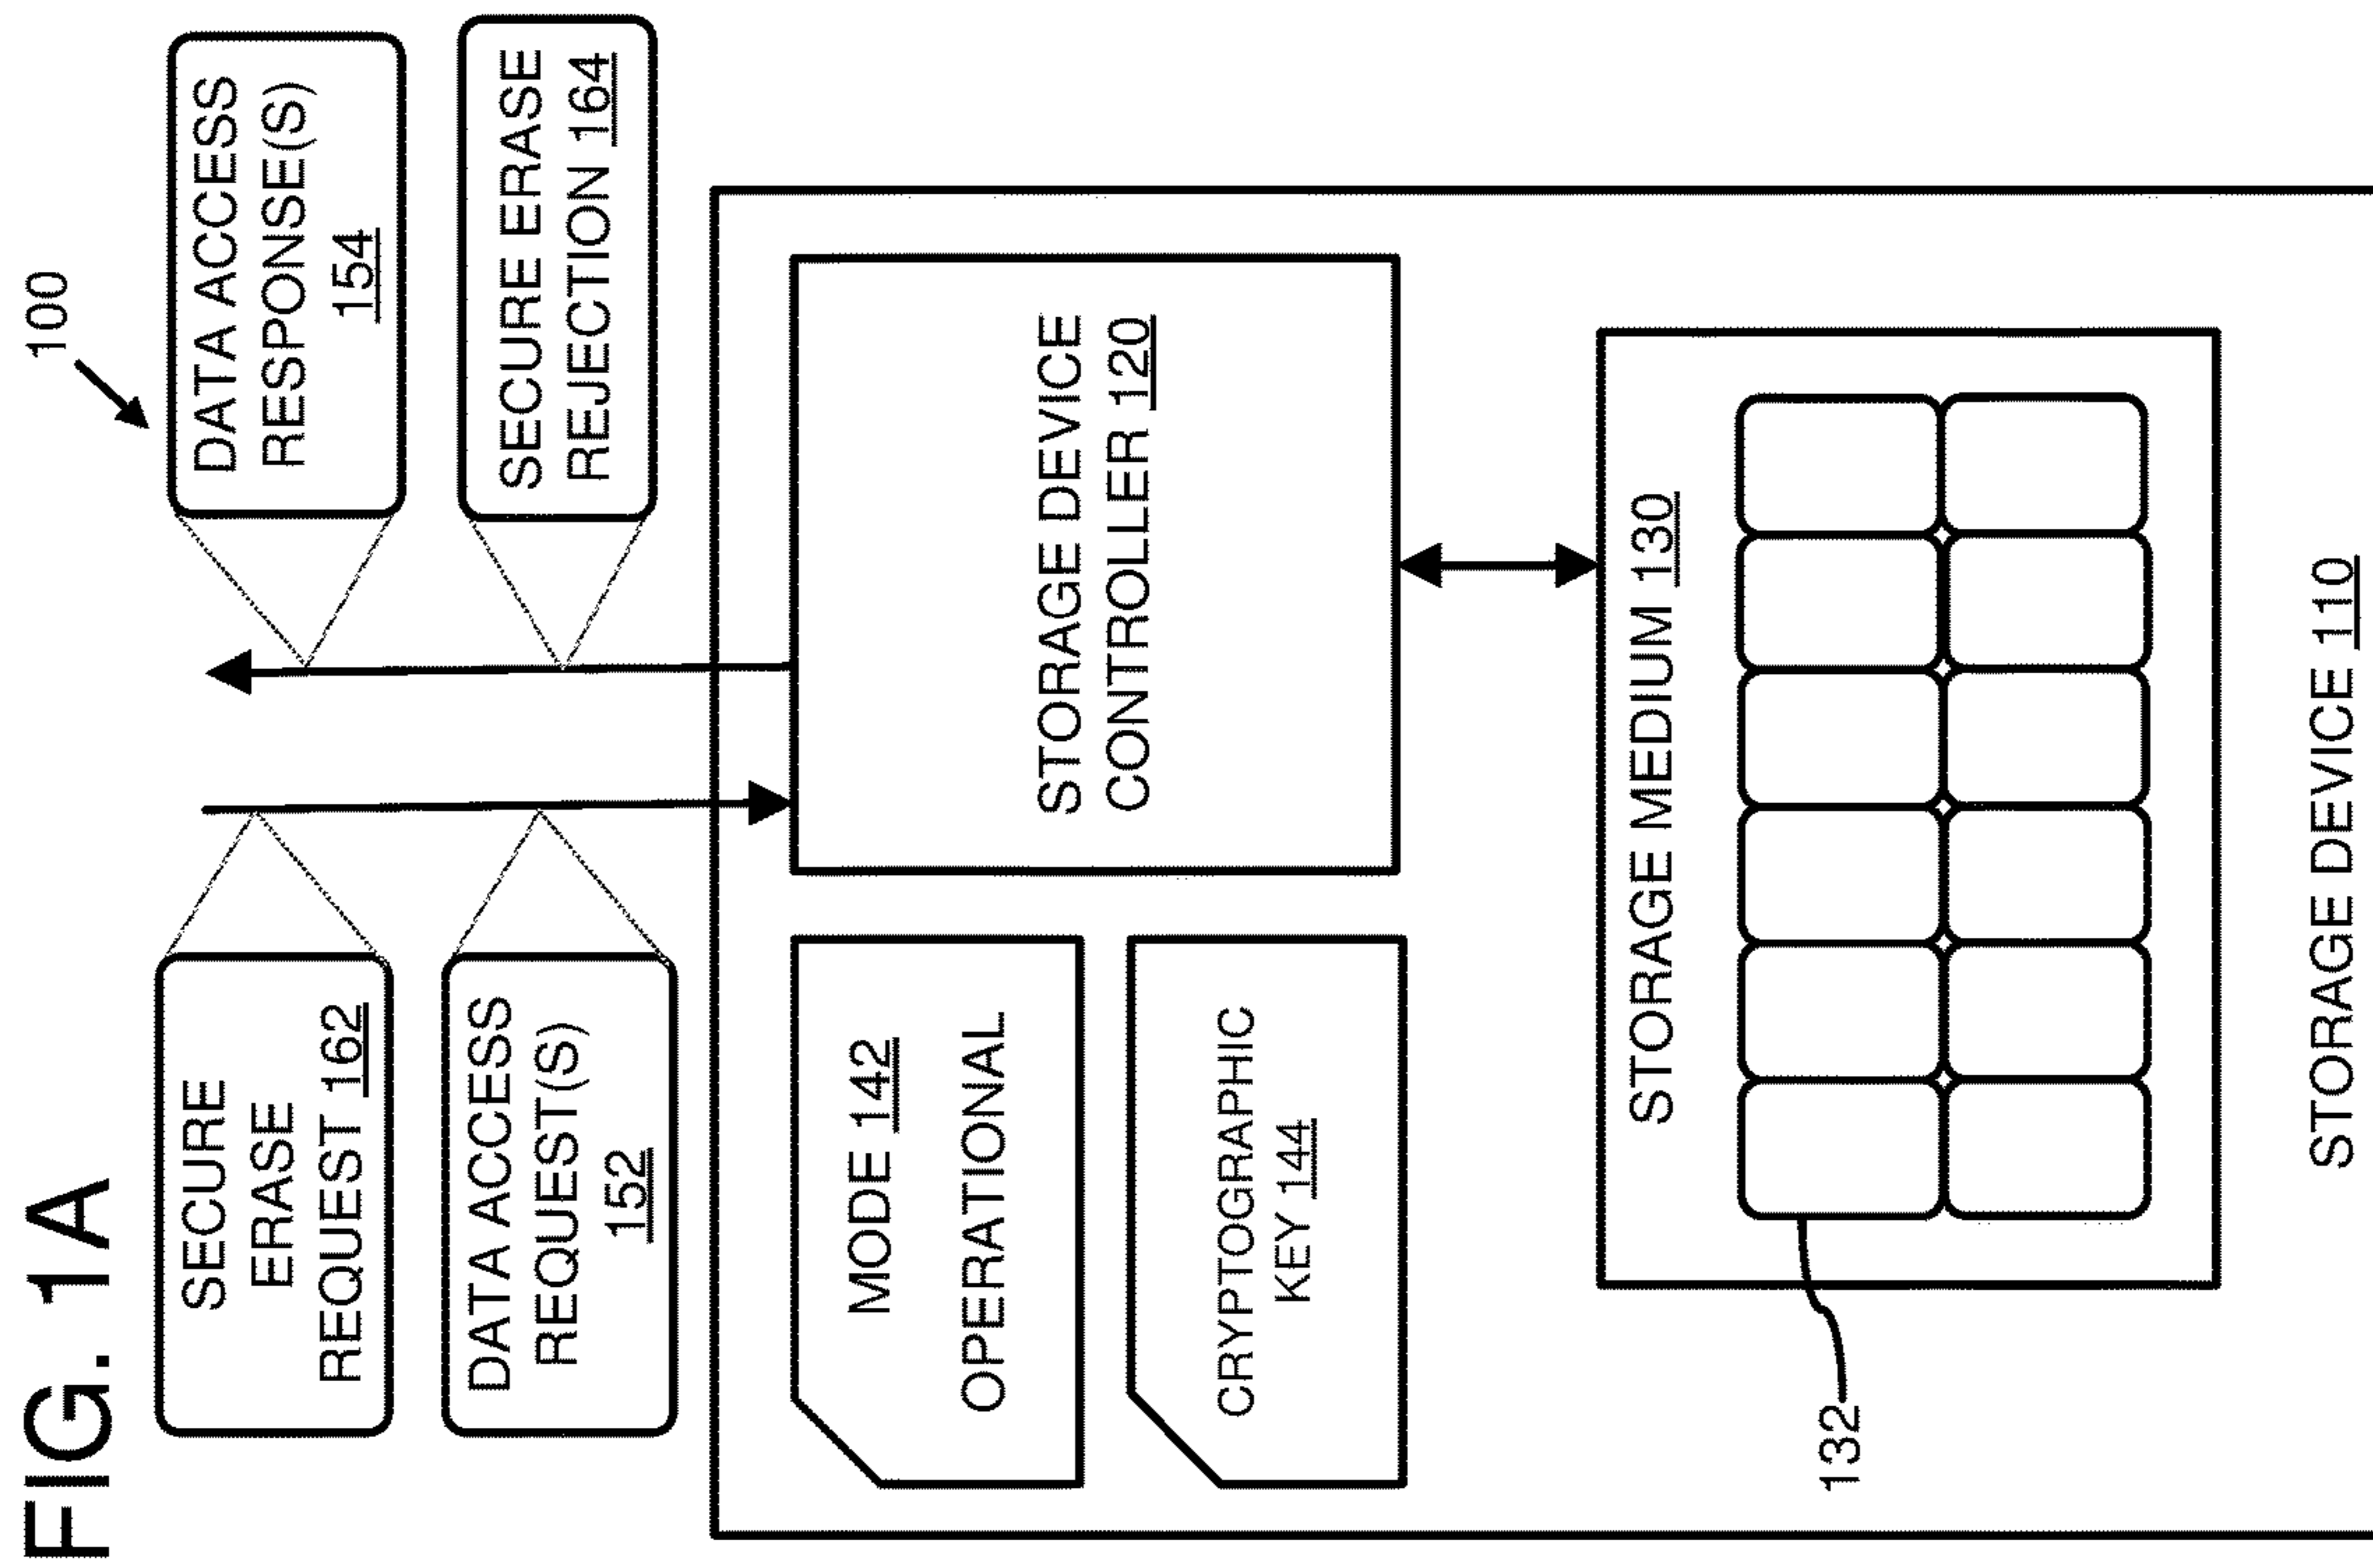 FIG. 1A
100
SECURE
ERASE
REQUEST 162
DATA ACCESS
REQUEST(S)
152
DATA ACCESS
RESPONSE(S)
154
SECURE ERASE
REJECTION 164
MODE 142
OPERATIONAL
CRYPTOGRAPHIC
KEY 144
STORAGE DEVICE
CONTROLLER 120
STORAGE MEDIUM 130
132
STORAGE DEVICE 110